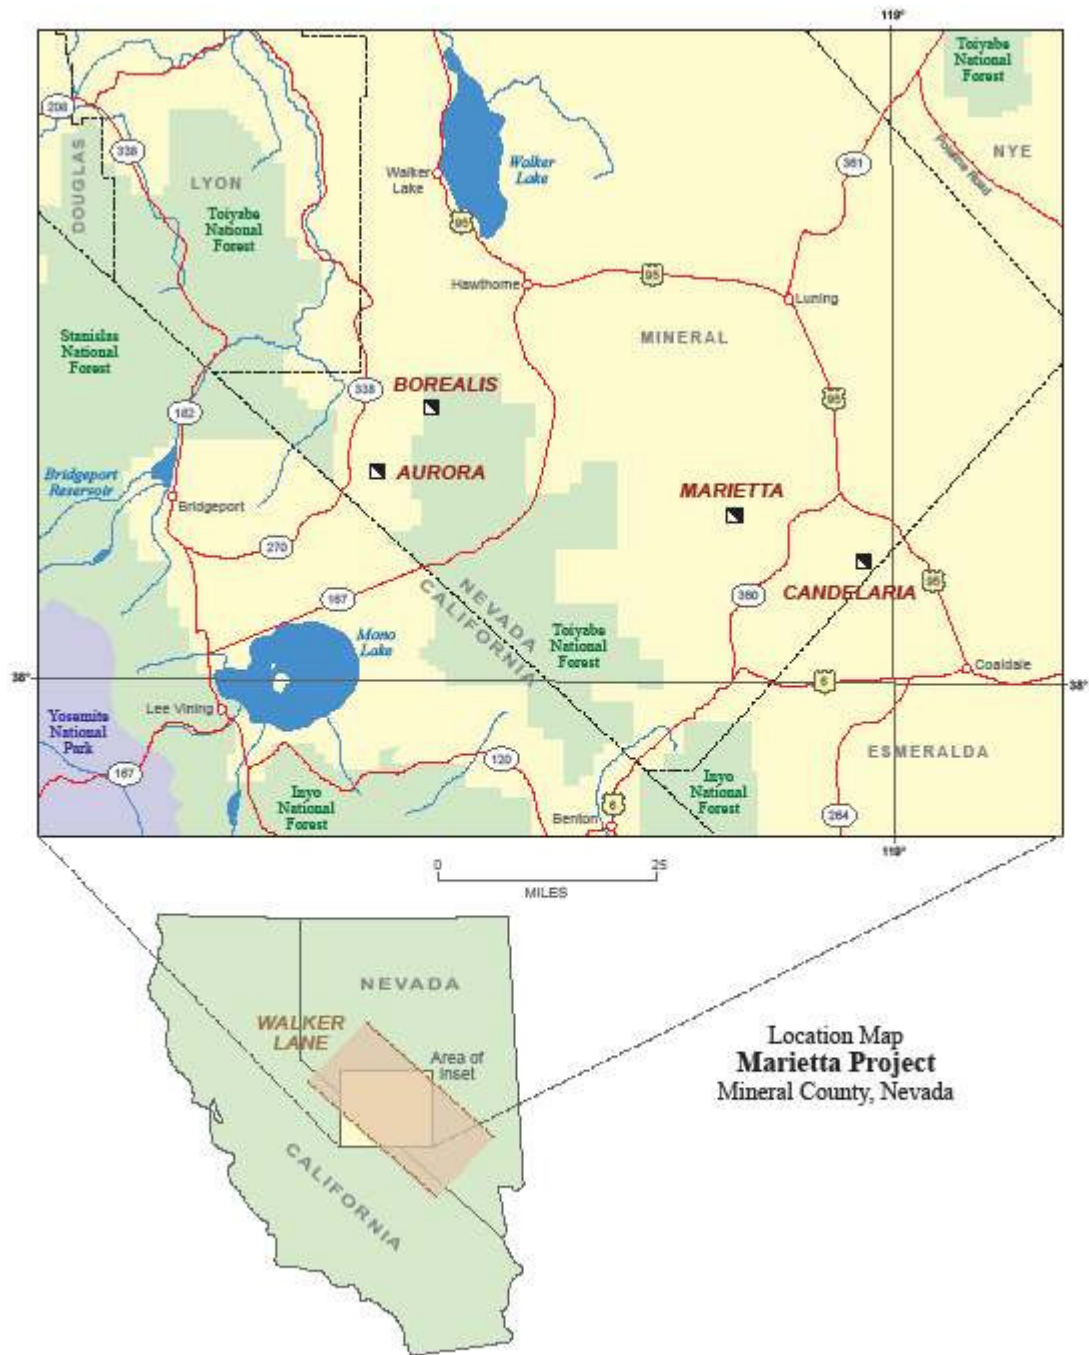 119°
Toiyabe
National
Forest
208
338
DOUGLAS
LYON
Toiyabe
National
Forest
Walker
Lake
Walker
Lake
95
361
NYE
Poleline Road
Hawthorne
95
Luning
MINERAL
Stanislas
National
Forest
BOREALIS
338
182
95
AURORA
Bridgeport
Reservoir
Bridgeport
MARIETTA
270
NEVADA
CALIFORNIA
167
360
CANDELARIA
95
Mono
Lake
Toiyabe
National
Forest
Coaldale
38°
6
38°
Lee Vining
Yosemite
National
Park
167
120
ESMERALDA
Inyo
National
Forest
Inyo
National
Forest
6
Benton
264
119°
0
25
MILES
NEVADA
WALKER
LANE
Area of
Inset
CALIFORNIA
Location Map
Marietta Project
Mineral County, Nevada